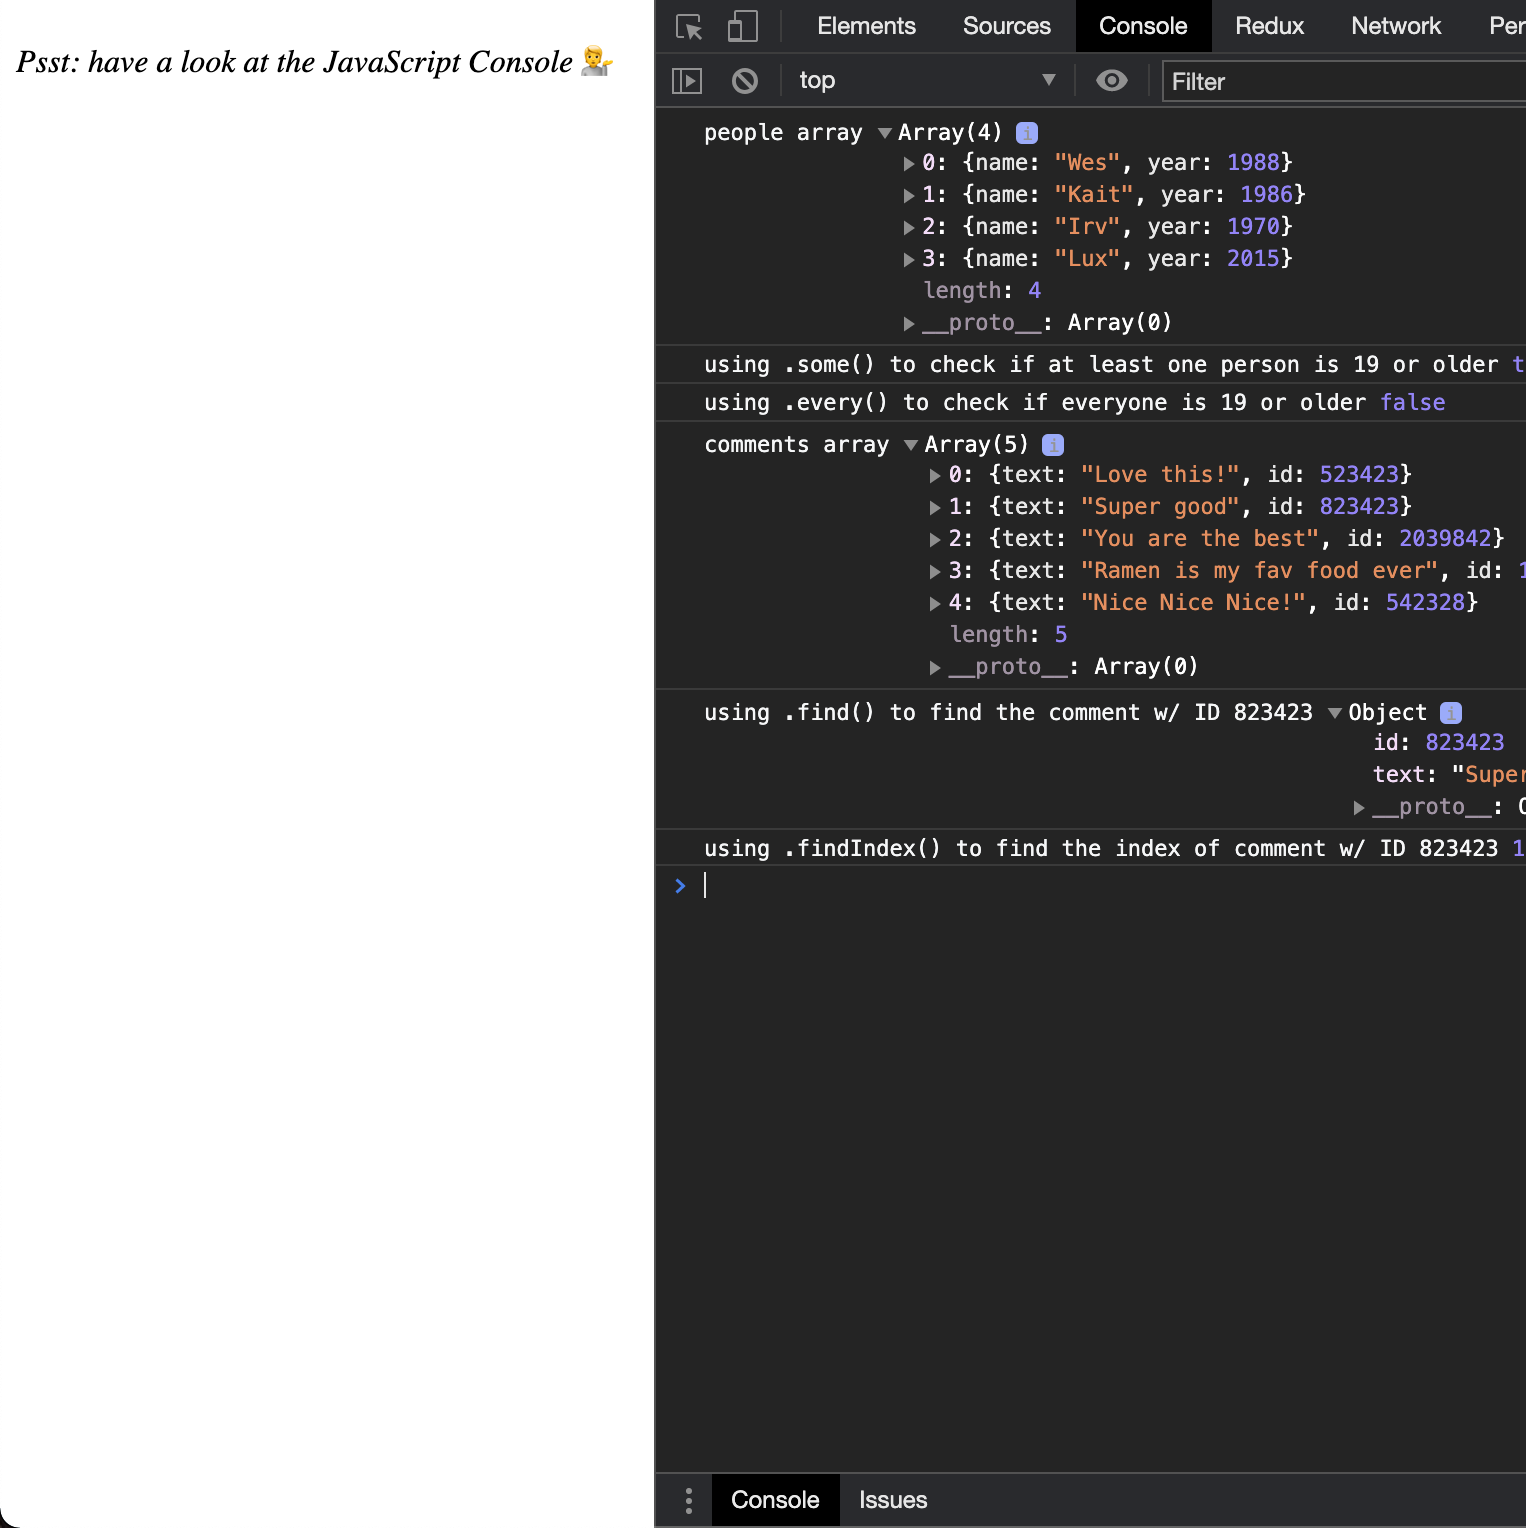 Psst: have a look at the JavaScript Console 💁
Elements Sources Console Redux Network Per
top Filter
people array ▼Array(4) i
▶0: {name: "Wes", year: 1988}
▶1: {name: "Kait", year: 1986}
▶2: {name: "Irv", year: 1970}
▶3: {name: "Lux", year: 2015}
length: 4
▶__proto__: Array(0)
using .some() to check if at least one person is 19 or older t
using .every() to check if everyone is 19 or older false
comments array ▼Array(5) i
▶0: {text: "Love this!", id: 523423}
▶1: {text: "Super good", id: 823423}
▶2: {text: "You are the best", id: 2039842}
▶3: {text: "Ramen is my fav food ever", id: 1
▶4: {text: "Nice Nice Nice!", id: 542328}
length: 5
▶__proto__: Array(0)
using .find() to find the comment w/ ID 823423 ▼Object i
id: 823423
text: "Super
▶__proto__: O
using .findIndex() to find the index of comment w/ ID 823423 1
>
Console Issues